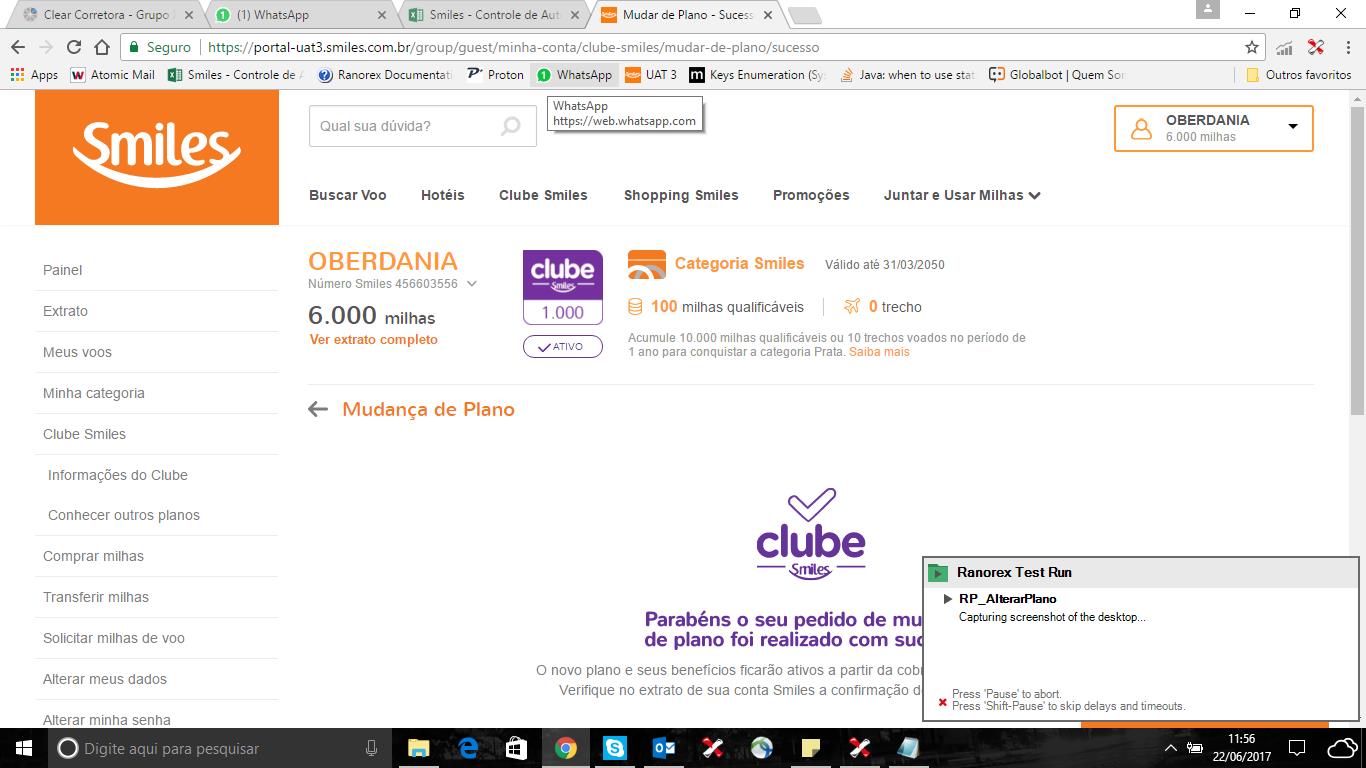 Clear Corretora - Grupo
(1) WhatsApp
Smiles - Controle de Aut
Mudar de Plano - Sucess
Seguro
https://portal-uat3.smiles.com.br/group/guest/minha-conta/clube-smiles/mudar-de-plano/sucesso
Apps
Atomic Mail
Smiles - Controle de A
Ranorex Documentati
Proton
WhatsApp
UAT 3
Keys Enumeration (Sy
Java: when to use stat
Globalbot | Quem Som
Outros favoritos
WhatsApp
https://web.whatsapp.com
Smiles
Qual sua dúvida?
OBERDANIA
6.000 milhas
Buscar Voo
Hotéis
Clube Smiles
Shopping Smiles
Promoções
Juntar e Usar Milhas
Painel
Extrato
Meus voos
Minha categoria
Clube Smiles
Informações do Clube
Conhecer outros planos
Comprar milhas
Transferir milhas
Solicitar milhas de voo
Alterar meus dados
Alterar minha senha
OBERDANIA
Número Smiles 456603556
6.000 milhas
Ver extrato completo
clube
Smiles
1.000
ATIVO
Categoria Smiles
Válido até 31/03/2050
100 milhas qualificáveis
0 trecho
Acumule 10.000 milhas qualificáveis ou 10 trechos voados no período de
1 ano para conquistar a categoria Prata. Saiba mais
Mudança de Plano
clube
Smiles
Parabéns o seu pedido de mu
de plano foi realizado com suc
O novo plano e seus benefícios ficarão ativos a partir da cobr
Verifique no extrato de sua conta Smiles a confirmação d
Ranorex Test Run
RP_AlterarPlano
Capturing screenshot of the desktop...
Press 'Pause' to abort.
Press 'Shift-Pause' to skip delays and timeouts.
Digite aqui para pesquisar
11:56
22/06/2017